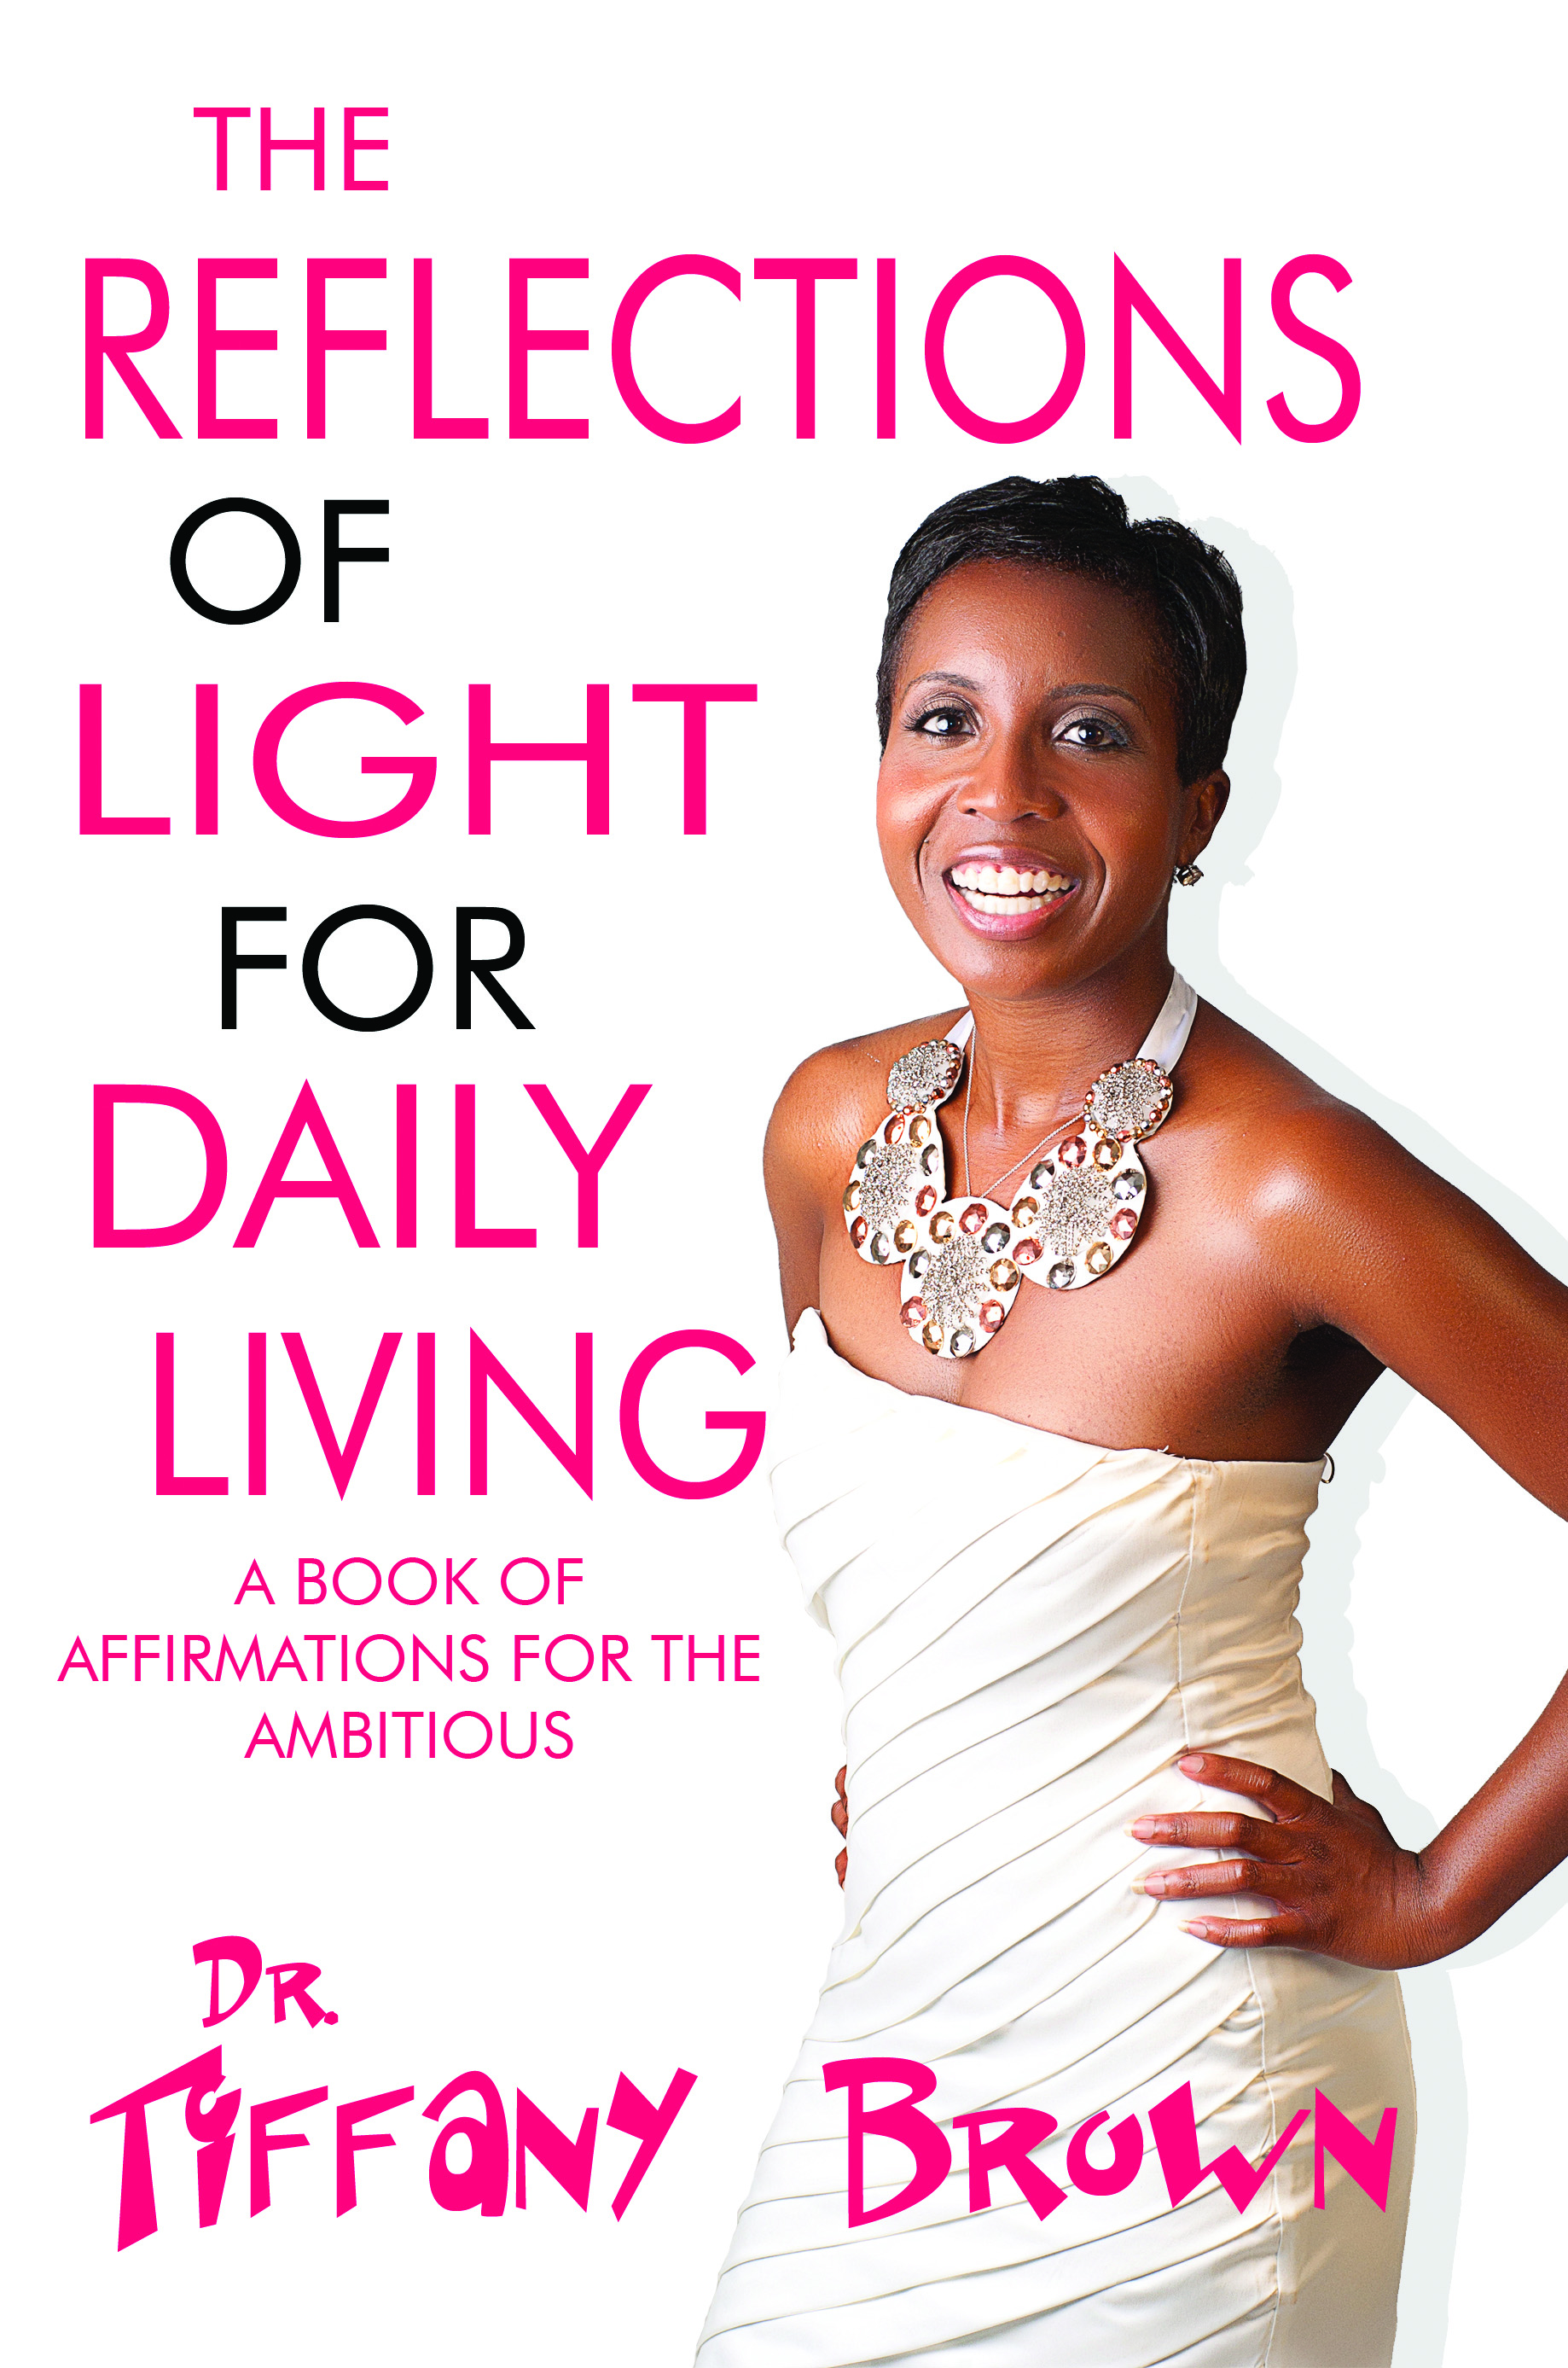 THE
REFLECTIONS
OF
LIGHT
FOR
DAILY
LIVING
A BOOK OF
AFFIRMATIONS FOR THE
AMBITIOUS
DR.
TIFFANY BROWN